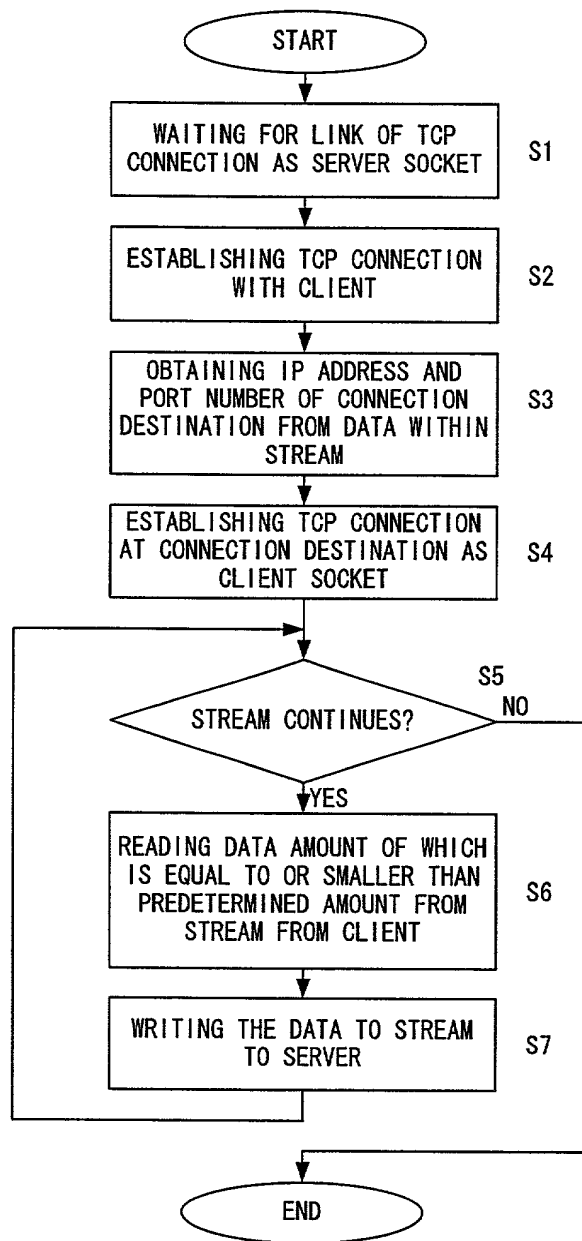 START
WAITING FOR LINK OF TCP
CONNECTION AS SERVER SOCKET
S1
ESTABLISHING TCP CONNECTION
WITH CLIENT
S2
OBTAINING IP ADDRESS AND
PORT NUMBER OF CONNECTION
DESTINATION FROM DATA WITHIN
STREAM
S3
ESTABLISHING TCP CONNECTION
AT CONNECTION DESTINATION AS
CLIENT SOCKET
S4
S5
STREAM CONTINUES?
NO
YES
READING DATA AMOUNT OF WHICH
IS EQUAL TO OR SMALLER THAN
PREDETERMINED AMOUNT FROM
STREAM FROM CLIENT
S6
WRITING THE DATA TO STREAM
TO SERVER
S7
END